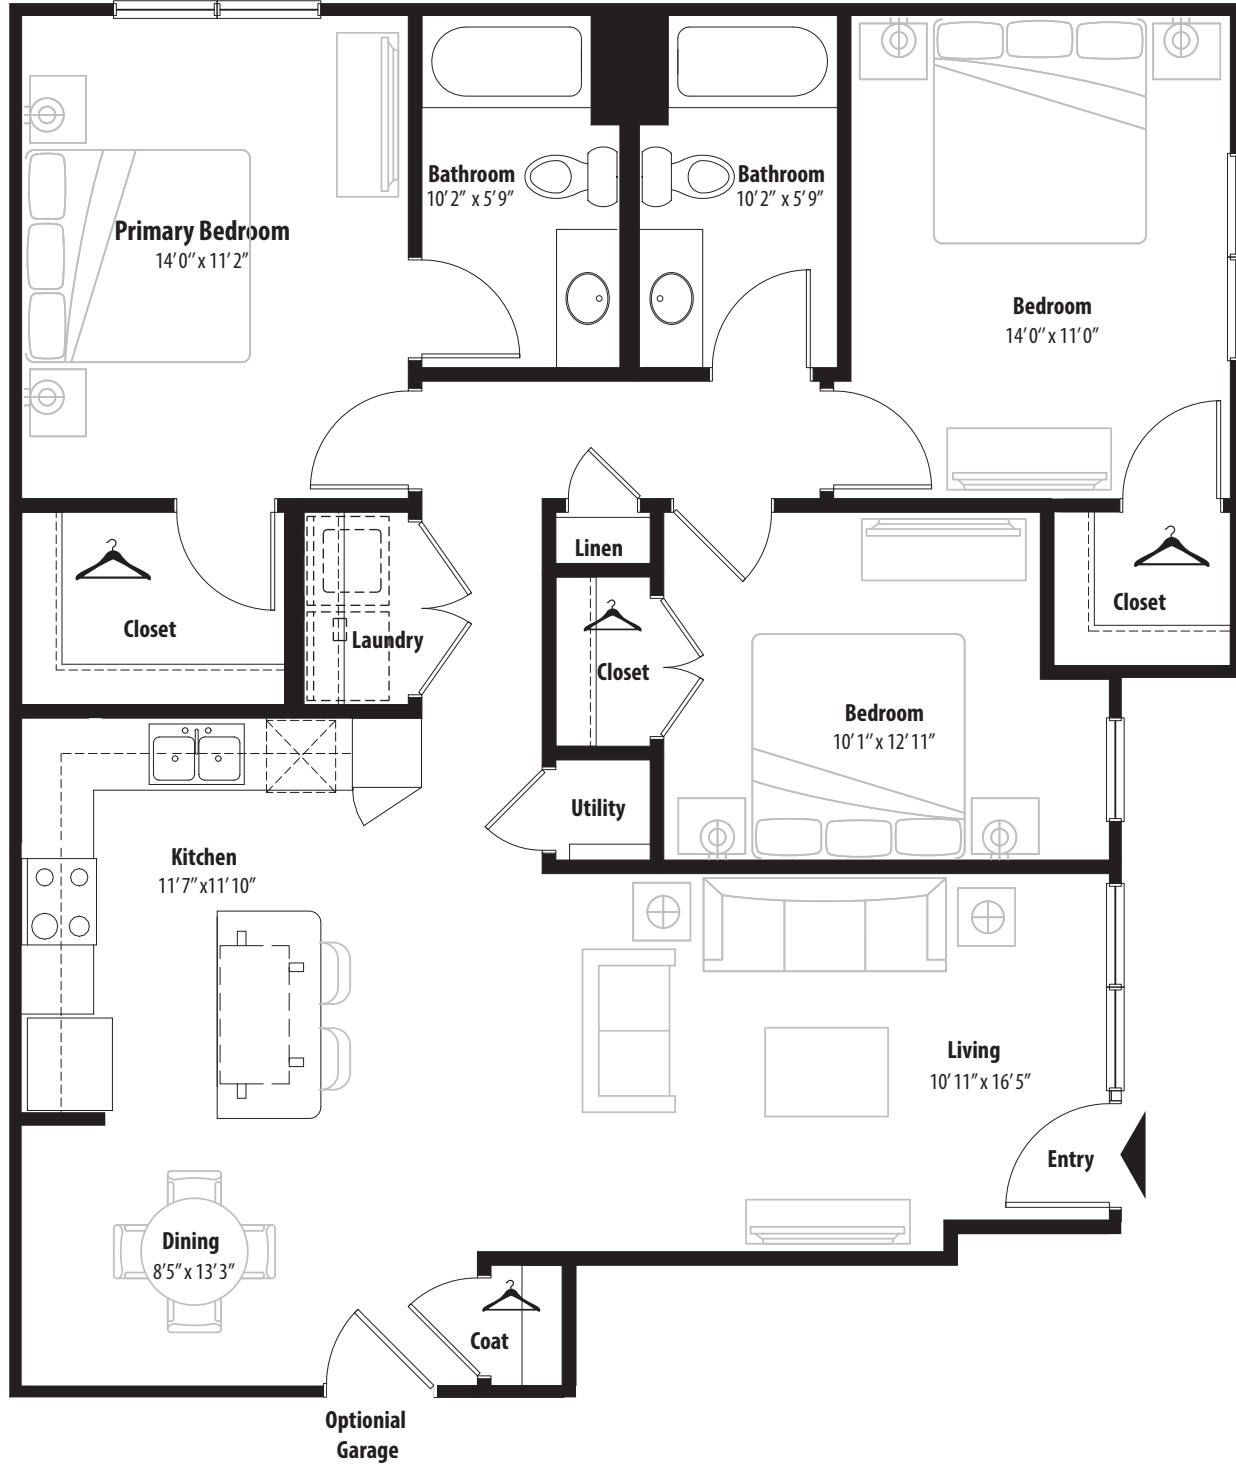 Bathroom
10'2" x 5'9"
Bathroom
10'2" x 5'9"
Primary Bedroom
14'0" x 11'2"
Bedroom
14'0" x 11'0"
Linen
Closet
Closet
Laundry
Closet
Bedroom
10'1" x 12'11"
Utility
Kitchen
11'7" x11'10"
Living
10'11" x 16'5"
Entry
Dining
8'5" x 13'3"
Coat
Optionial
Garage